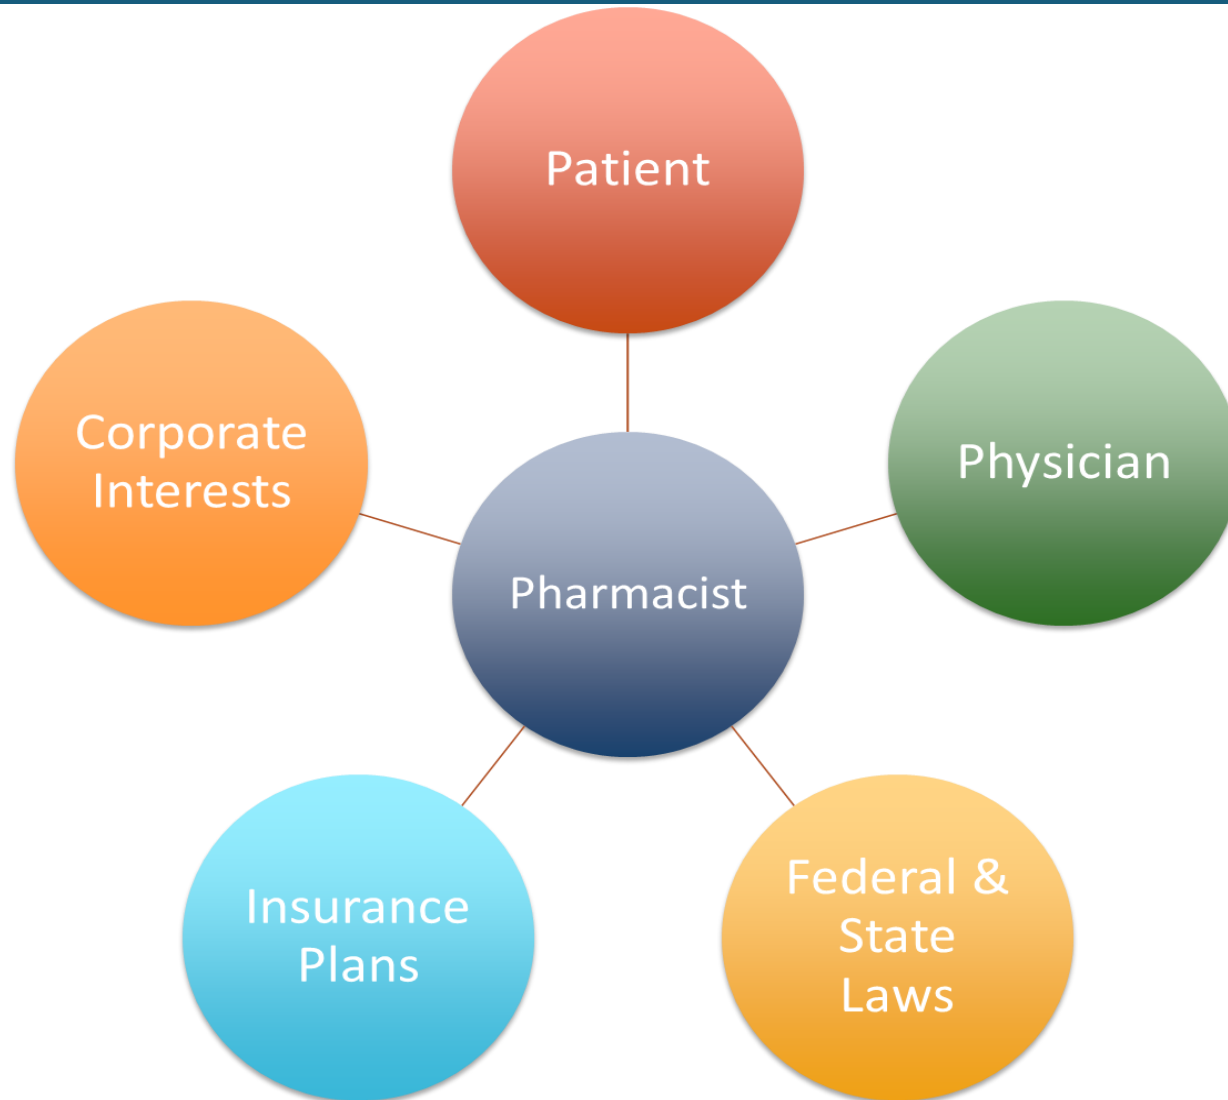 Patient
Corporate
Interests
Physician
Pharmacist
Insurance
Plans
Federal &
State
Laws